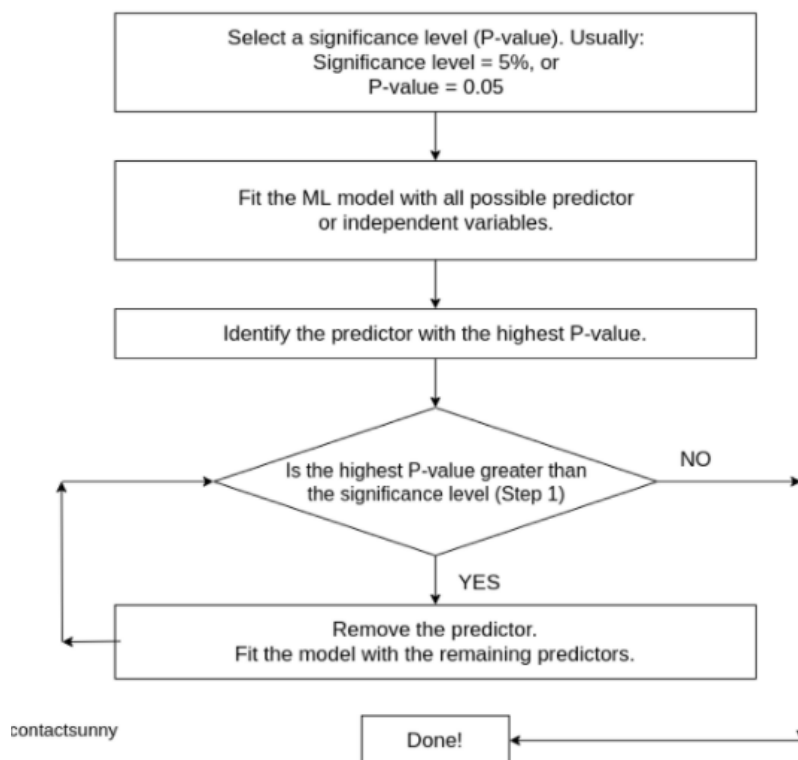 Select a significance level (P-value). Usually:
Significance level = 5%, or
P-value = 0.05
Fit the ML model with all possible predictor
or independent variables.
Identify the predictor with the highest P-value.
Is the highest P-value greater than
the significance level (Step 1)
NO
YES
Remove the predictor.
Fit the model with the remaining predictors.
contactsunny
Done!